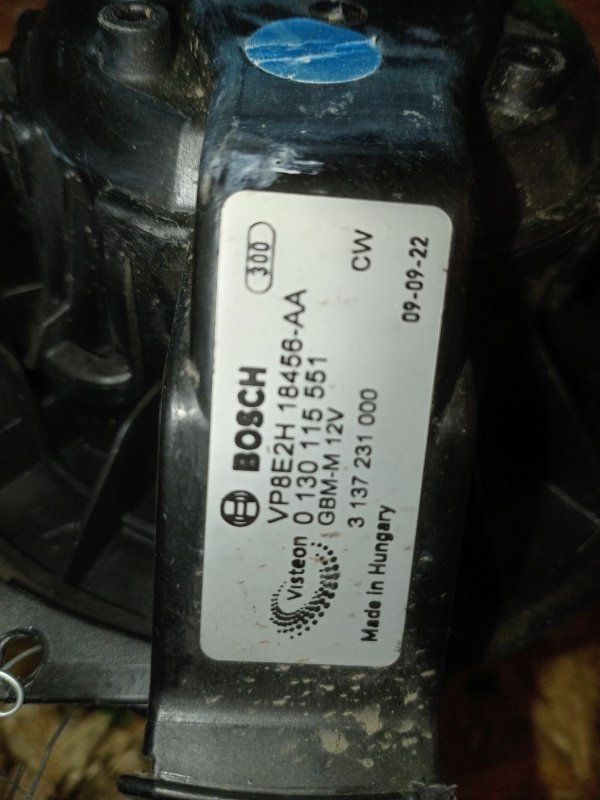 BOSCH
300
VP8E2H 18456-AA
0 130 115 551
Visteon
GBM-M 12V
CW
3 137 231 000
Made in Hungary
09-09-22